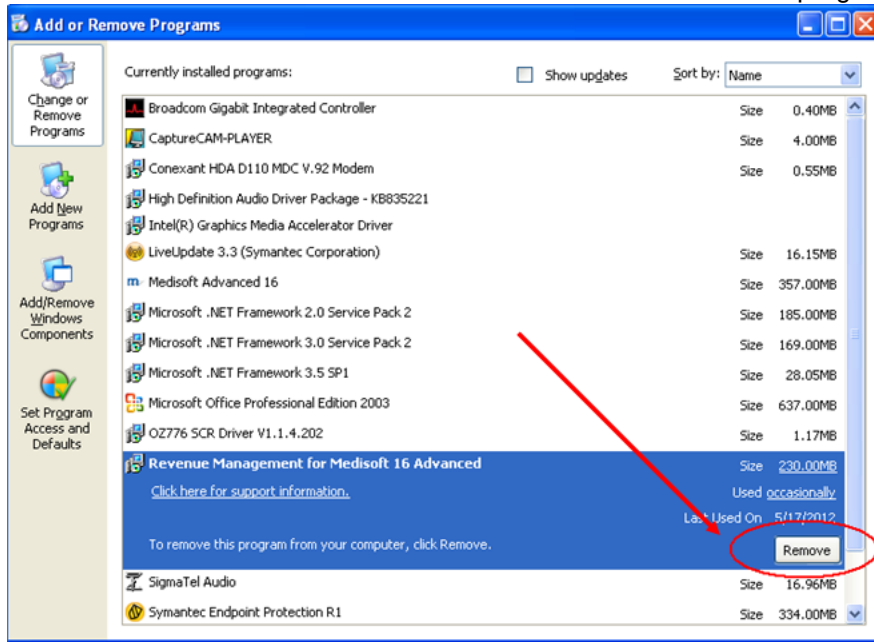 Add or Remove Programs
Change or Remove Programs
Currently installed programs:
Show updates
Sort by: Name
Broadcom Gigabit Integrated Controller Size 0.40MB
CaptureCAM-PLAYER Size 4.00MB
Conexant HDA D110 MDC V.92 Modem Size 0.55MB
High Definition Audio Driver Package - KB835221
Add New Programs
Intel(R) Graphics Media Accelerator Driver
LiveUpdate 3.3 (Symantec Corporation) Size 16.15MB
Medisoft Advanced 16 Size 357.00MB
Add/Remove Windows Components
Microsoft .NET Framework 2.0 Service Pack 2 Size 185.00MB
Microsoft .NET Framework 3.0 Service Pack 2 Size 169.00MB
Microsoft .NET Framework 3.5 SP1 Size 28.05MB
Microsoft Office Professional Edition 2003 Size 637.00MB
Set Program Access and Defaults
OZ776 SCR Driver V1.1.4.202 Size 1.17MB
Revenue Management for Medisoft 16 Advanced Size 230.00MB
Click here for support information. Used occasionally
Last Used On 5/17/2012
To remove this program from your computer, click Remove. Remove
SigmaTel Audio Size 16.96MB
Symantec Endpoint Protection R1 Size 334.00MB